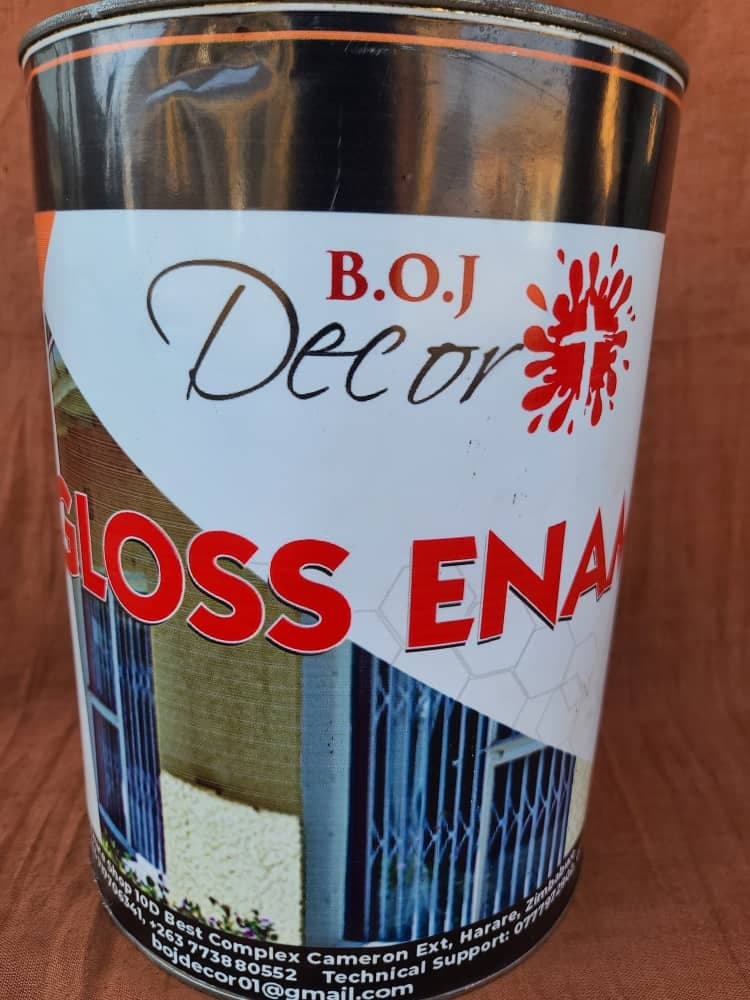 B.O.J
Decor
GLOSS ENAM
Shop 10D Best Complex Cameron Ext, Harare, Zimbabwe
+263 773880552 Technical Support:
bojdecor01@gmail.com